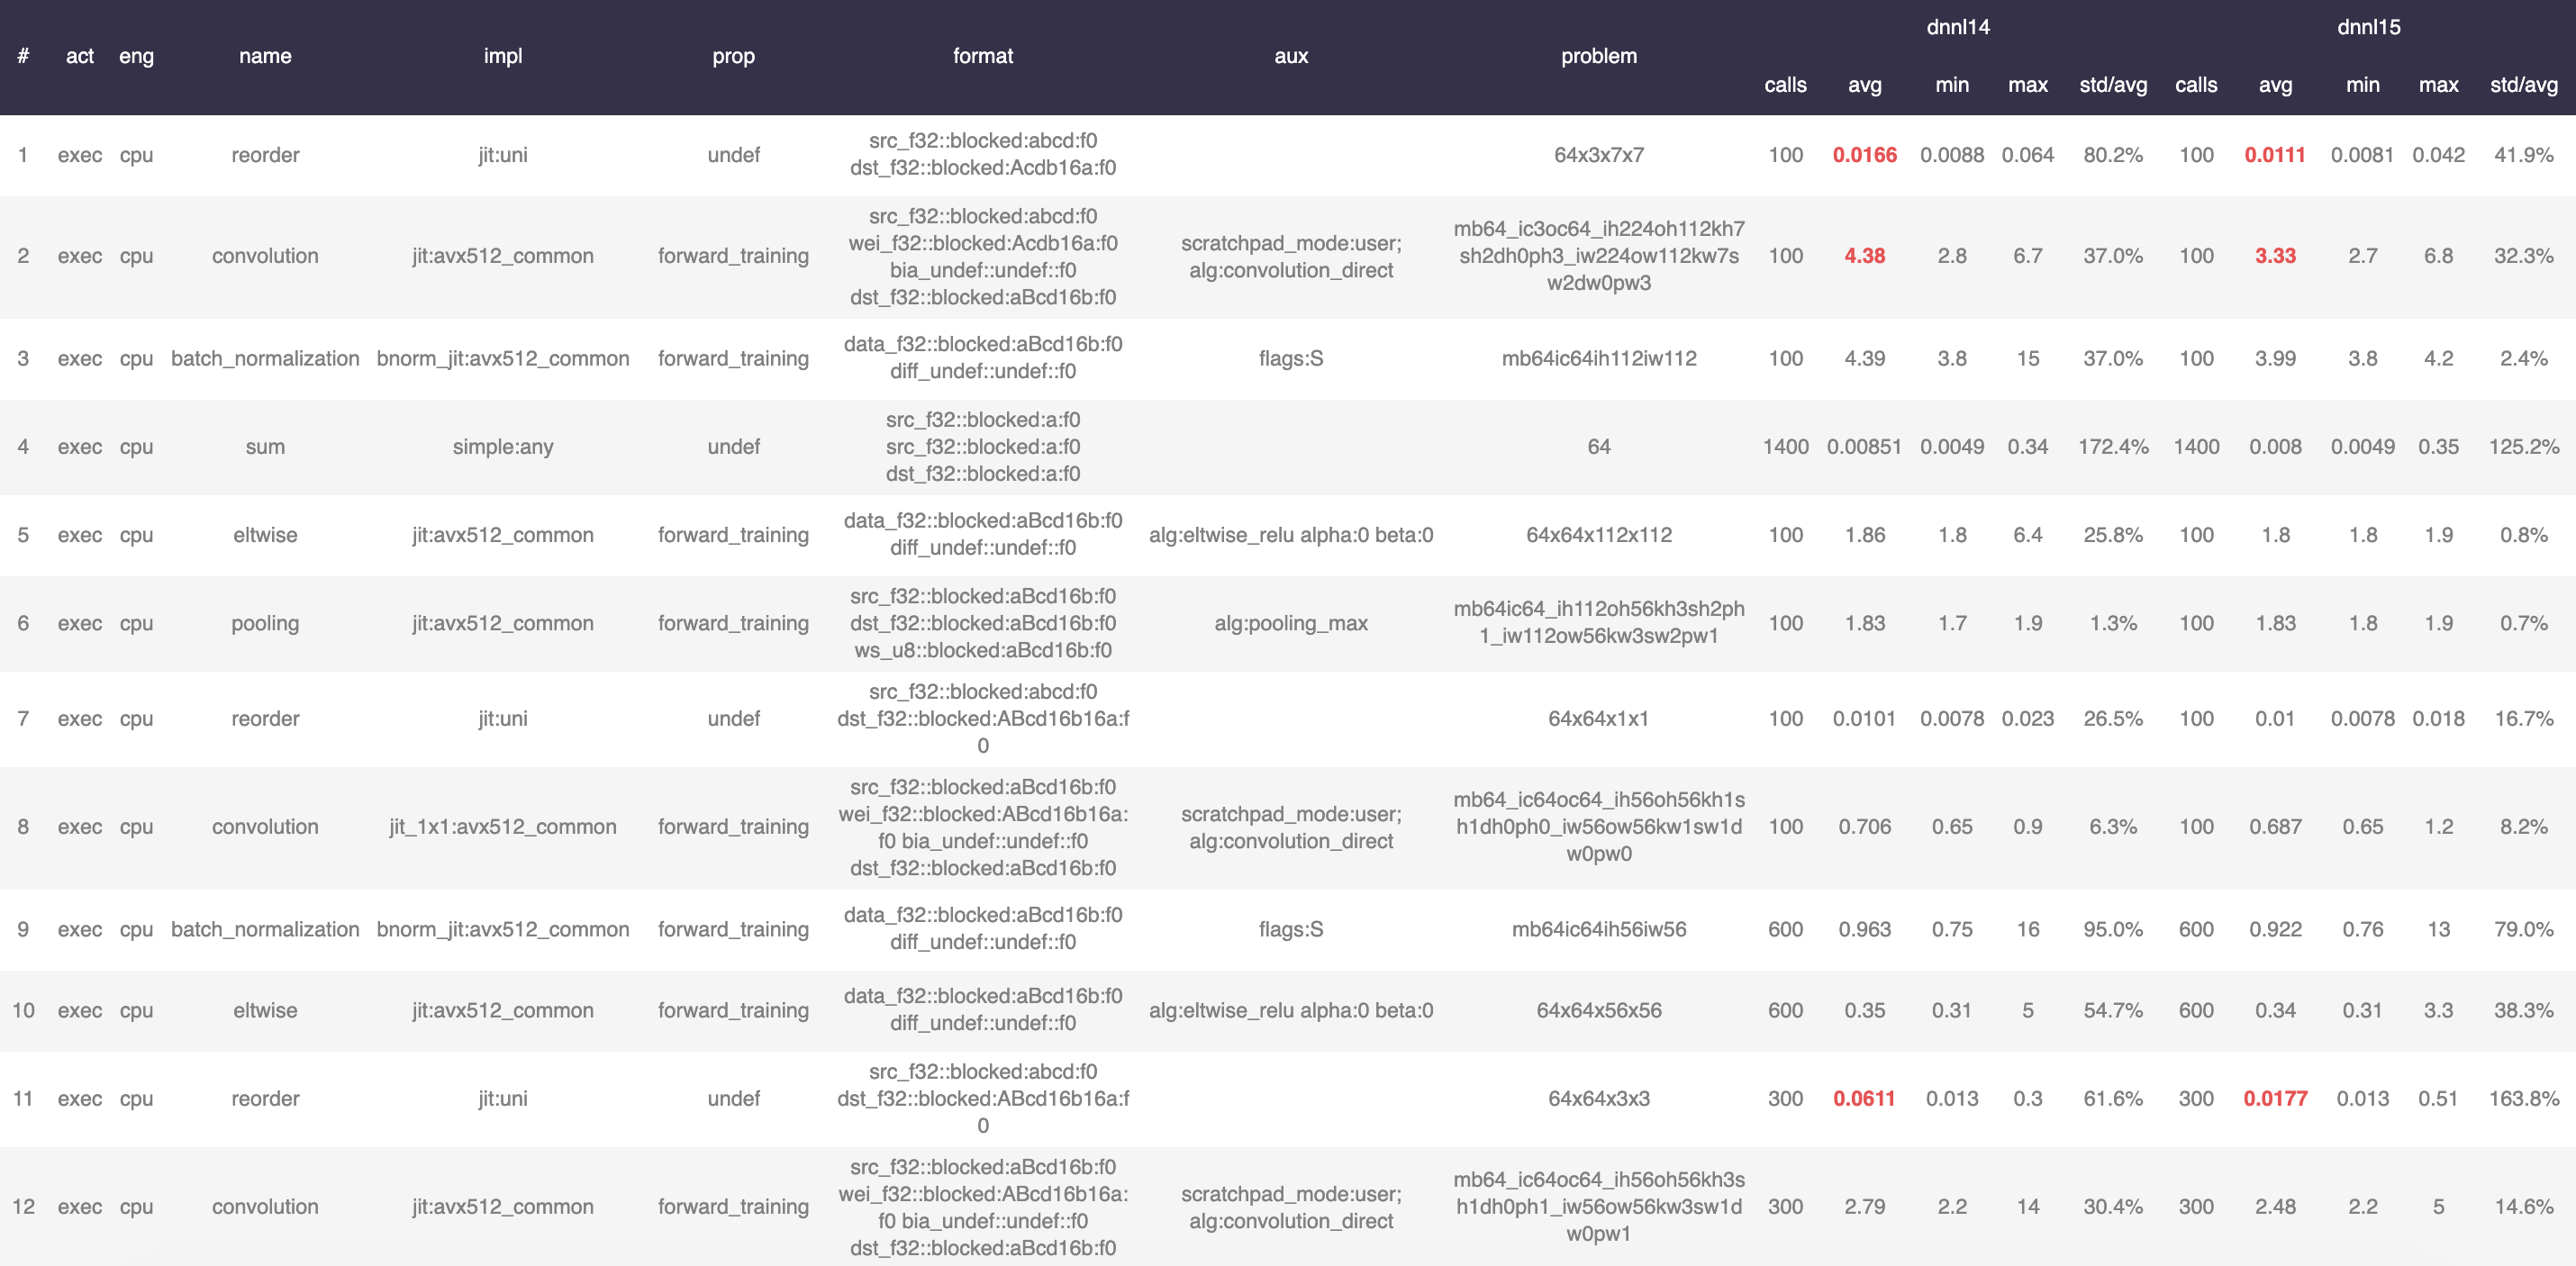 dnnl14 dnnl15
# act eng name impl prop format aux problem
calls avg min max std/avg calls avg min max std/avg
src_f32::blocked:abcd:f0
1 exec cpu reorder jit:uni undef 64x3x7x7 100 0.0166 0.0088 0.064 80.2% 100 0.0111 0.0081 0.042 41.9%
dst_f32::blocked:Acdb16a:f0
src_f32::blocked:abcd:f0
mb64_ic3oc64_ih224oh112kh7
wei_f32::blocked:Acdb16a:f0 scratchpad_mode:user;
2 exec cpu convolution jit:avx512_common forward_training sh2dh0ph3_iw224ow112kw7s 100 4.38 2.8 6.7 37.0% 100 3.33 2.7 6.8 32.3%
bia_undef::undef::f0 alg:convolution_direct
w2dw0pw3
dst_f32::blocked:aBcd16b:f0
data_f32::blocked:aBcd16b:f0
3 exec cpu batch_normalization bnorm_jit:avx512_common forward_training flags:S mb64ic64ih112iw112 100 4.39 3.8 15 37.0% 100 3.99 3.8 4.2 2.4%
diff_undef::undef::f0
src_f32::blocked:a:f0
4 exec cpu sum simple:any undef src_f32::blocked:a:f0 64 1400 0.00851 0.0049 0.34 172.4% 1400 0.008 0.0049 0.35 125.2%
dst_f32::blocked:a:f0
data_f32::blocked:aBcd16b:f0
5 exec cpu eltwise jit:avx512_common forward_training alg:eltwise_relu alpha:0 beta:0 64x64x112x112 100 1.86 1.8 6.4 25.8% 100 1.8 1.8 1.9 0.8%
diff_undef::undef::f0
src_f32::blocked:aBcd16b:f0
mb64ic64_ih112oh56kh3sh2ph
6 exec cpu pooling jit:avx512_common forward_training dst_f32::blocked:aBcd16b:f0 alg:pooling_max 100 1.83 1.7 1.9 1.3% 100 1.83 1.8 1.9 0.7%
1_iw112ow56kw3sw2pw1
ws_u8::blocked:aBcd16b:f0
src_f32::blocked:abcd:f0
7 exec cpu reorder jit:uni undef dst_f32::blocked:ABcd16b16a:f 64x64x1x1 100 0.0101 0.0078 0.023 26.5% 100 0.01 0.0078 0.018 16.7%
0
src_f32::blocked:aBcd16b:f0
mb64_ic64oc64_ih56oh56kh1s
wei_f32::blocked:ABcd16b16a: scratchpad_mode:user;
8 exec cpu convolution jit_1x1:avx512_common forward_training h1dh0ph0_iw56ow56kw1sw1d 100 0.706 0.65 0.9 6.3% 100 0.687 0.65 1.2 8.2%
f0 bia_undef::undef::f0 alg:convolution_direct
w0pw0
dst_f32::blocked:aBcd16b:f0
data_f32::blocked:aBcd16b:f0
9 exec cpu batch_normalization bnorm_jit:avx512_common forward_training flags:S mb64ic64ih56iw56 600 0.963 0.75 16 95.0% 600 0.922 0.76 13 79.0%
diff_undef::undef::f0
data_f32::blocked:aBcd16b:f0
10 exec cpu eltwise jit:avx512_common forward_training alg:eltwise_relu alpha:0 beta:0 64x64x56x56 600 0.35 0.31 5 54.7% 600 0.34 0.31 3.3 38.3%
diff_undef::undef::f0
src_f32::blocked:abcd:f0
11 exec cpu reorder jit:uni undef dst_f32::blocked:ABcd16b16a:f 64x64x3x3 300 0.0611 0.013 0.3 61.6% 300 0.0177 0.013 0.51 163.8%
0
src_f32::blocked:aBcd16b:f0
mb64_ic64oc64_ih56oh56kh3s
wei_f32::blocked:ABcd16b16a: scratchpad_mode:user;
12 exec cpu convolution jit:avx512_common forward_training h1dh0ph1_iw56ow56kw3sw1d 300 2.79 2.2 14 30.4% 300 2.48 2.2 5 14.6%
f0 bia_undef::undef::f0 alg:convolution_direct
w0pw1
dst_f32::blocked:aBcd16b:f0